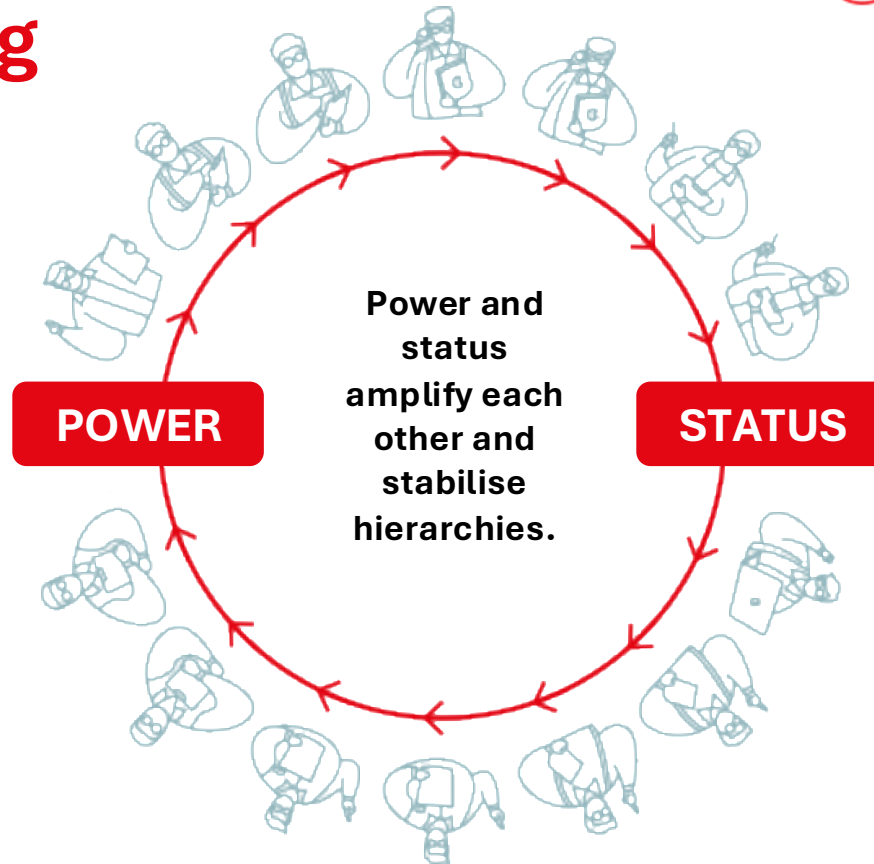 g
Power and
status
amplify each
other and
stabilise
hierarchies.
POWER
STATUS